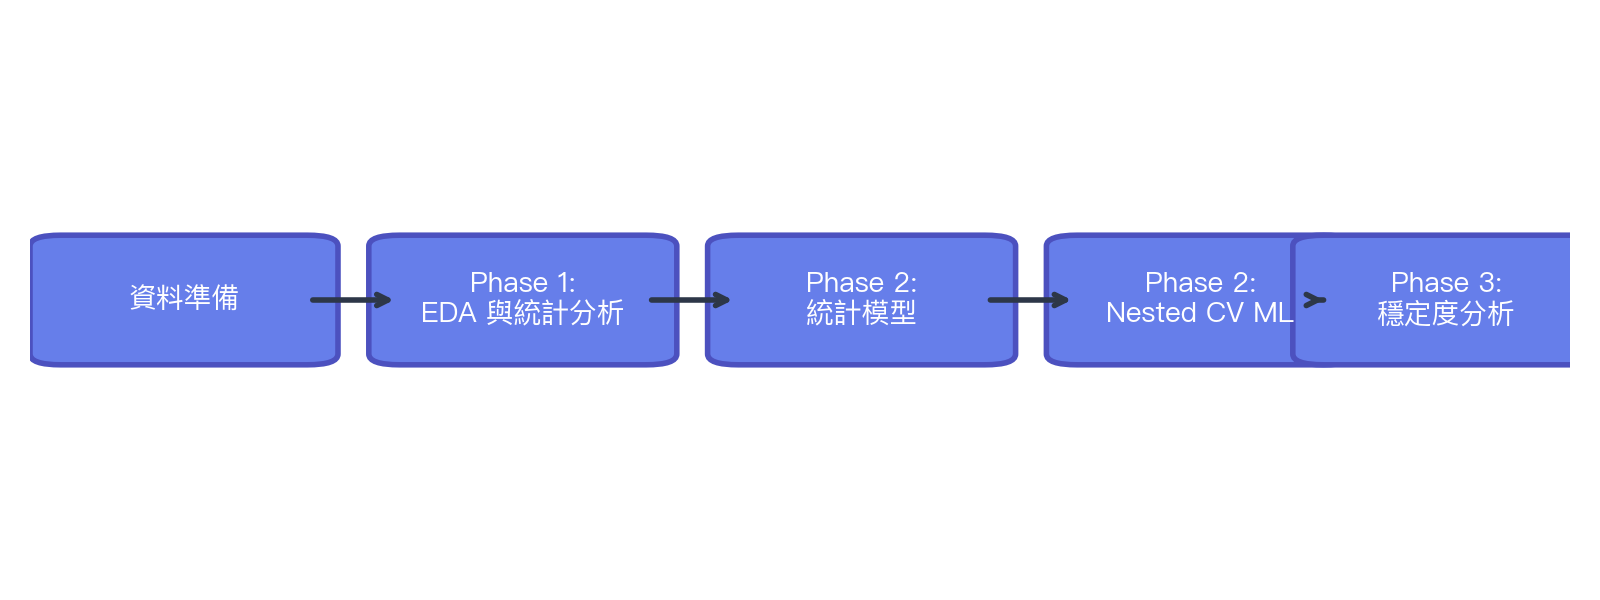 資料準備
Phase 1:
EDA 與統計分析
Phase 2:
統計模型
Phase 2:
Nested CV ML
Phase 3:
穩定度分析